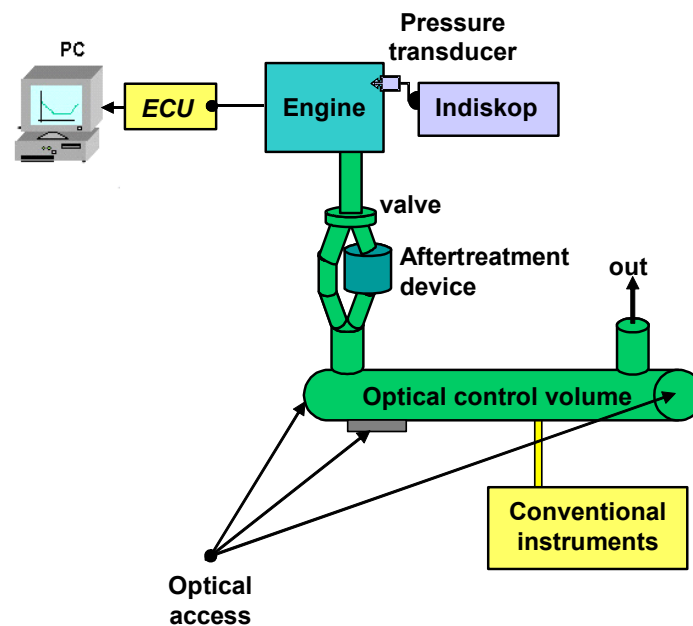 Pressure
transducer
PC
ECU
Engine
Indiskop
valve
Aftertreatment
device
out
Optical control volume
Conventional
instruments
Optical
access